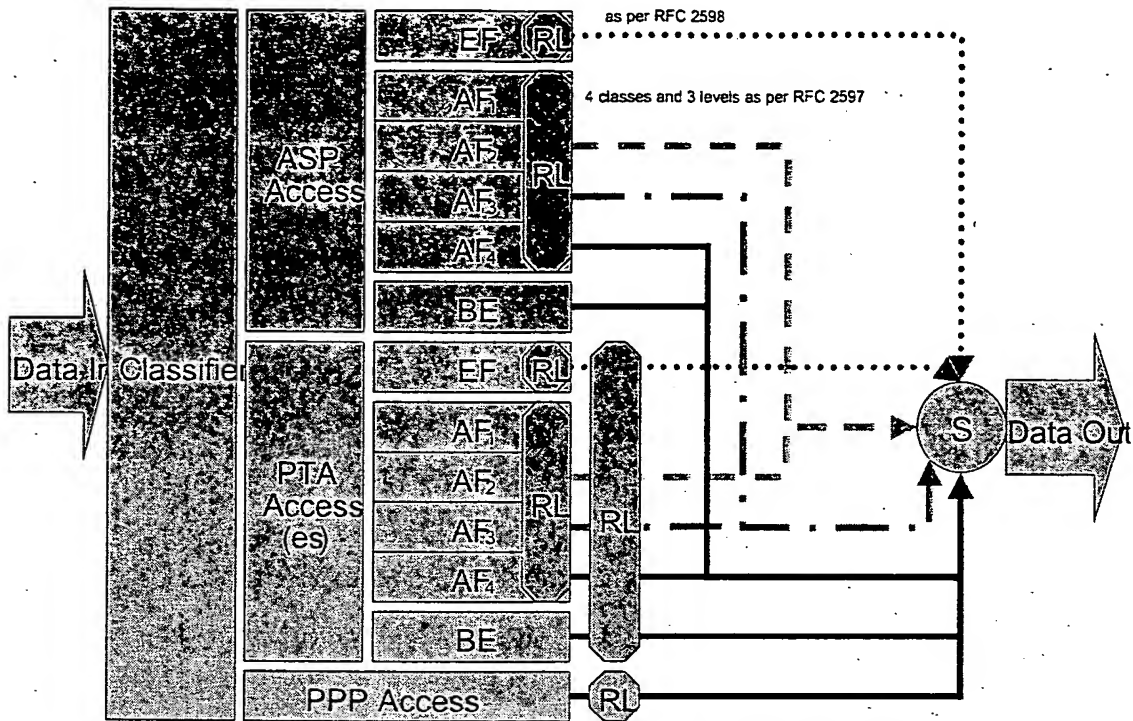 as per RFC 2598
EF RL
4 classes and 3 levels as per RFC 2597
AF1
AF2
AF3
AF4
RL
ASP
Access
BE
Data In
Classifier
EF RL
AF1
AF2
AF3
AF4
RL
RL
PTA
Access
(es)
BE
S
Data Out
PPP Access
RL